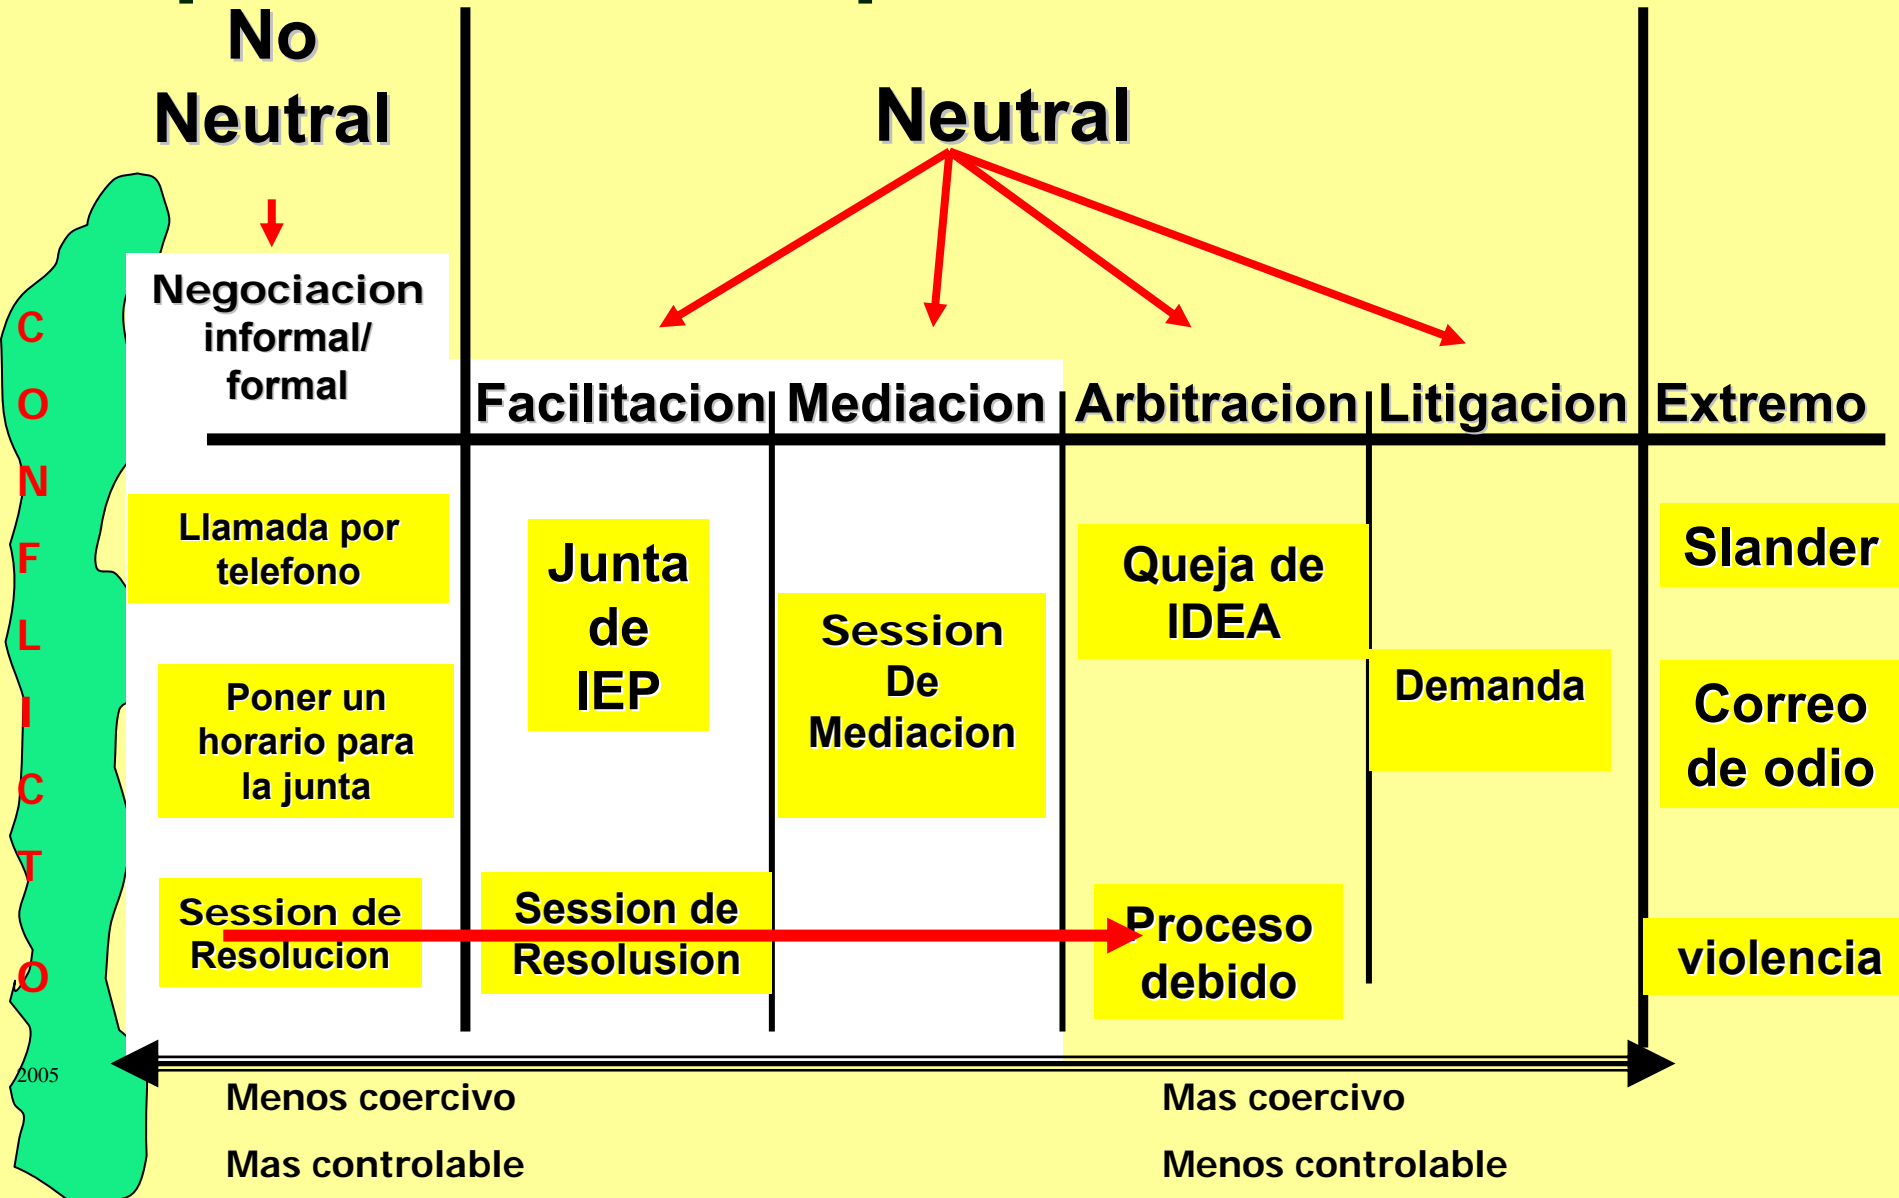 No
Neutral
Neutral
CONFLICTO
Negociacion
informal/
formal
Facilitacion
Mediacion
Arbitracion
Litigacion
Extremo
Llamada por
telefono
Poner un
horario para
la junta
Session de
Resolucion
Junta
de
IEP
Session de
Resolusion
Session
De
Mediacion
Queja de
IDEA
Proceso
debido
Demanda
Slander
Correo
de odio
violencia
2005
Menos coercivo
Mas controlable
Mas coercivo
Menos controlable